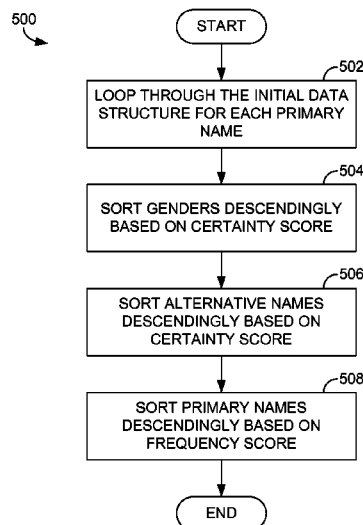 500
START
502
LOOP THROUGH THE INITIAL DATA
STRUCTURE FOR EACH PRIMARY
NAME
504
SORT GENDERS DESCENDINGLY
BASED ON CERTAINTY SCORE
506
SORT ALTERNATIVE NAMES
DESCENDINGLY BASED ON
CERTAINTY SCORE
508
SORT PRIMARY NAMES
DESCENDINGLY BASED ON
FREQUENCY SCORE
END